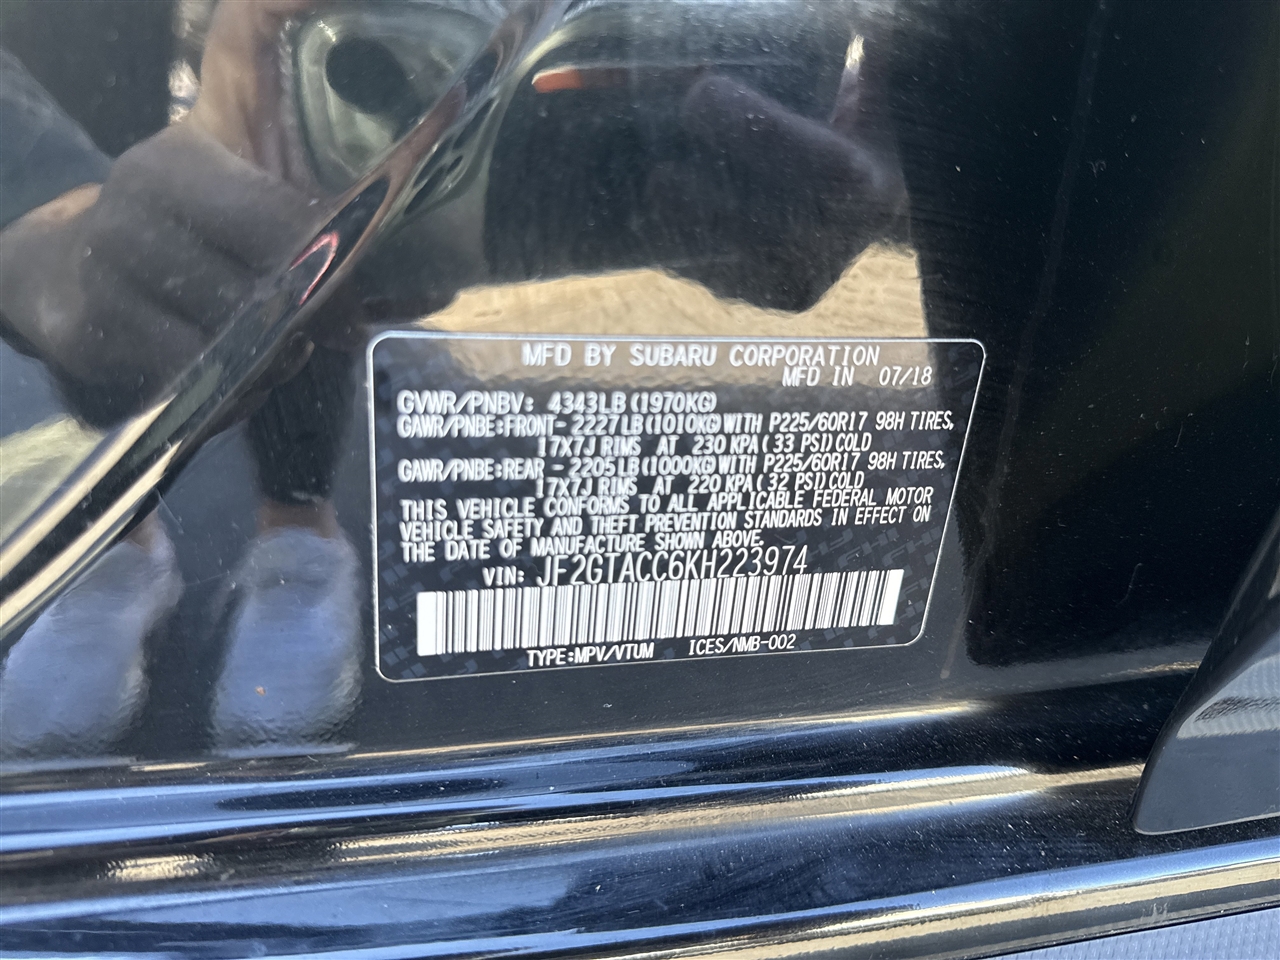 MFD BY SUBARU CORPORATION
MFD IN 07/18
GVWR/PNBV: 4343LB(1970KG)
GAWR/PNBE:FRONT- 2227LB(1010KG)WITH P225/60R17 98H TIRES,
17X7J RIMS AT 230 KPA( 33 PSI)COLD
GAWR/PNBE:REAR - 2205LB(1000KG)WITH P225/60R17 98H TIRES,
17X7J RIMS AT 220 KPA( 32 PSI)COLD
THIS VEHICLE CONFORMS TO ALL APPLICABLE FEDERAL MOTOR
VEHICLE SAFETY AND THEFT PREVENTION STANDARDS IN EFFECT ON
THE DATE OF MANUFACTURE SHOWN ABOVE.
VIN: JF2GTACC6KH223974
TYPE:MPV/VTUM ICES/NMB-002